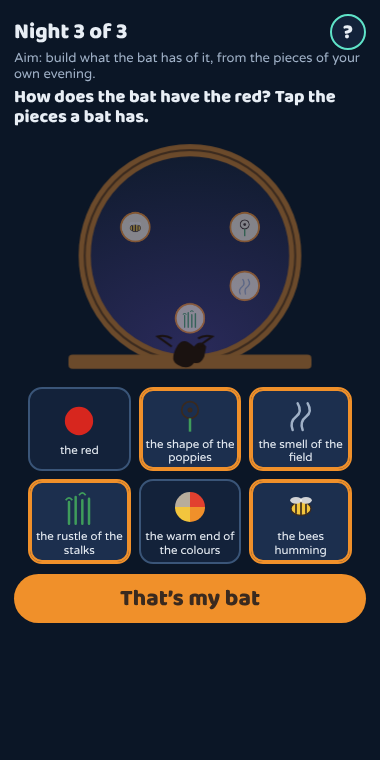 Night 3 of 3
?
Aim: build what the bat has of it, from the pieces of your
own evening.
How does the bat have the red? Tap the
pieces a bat has.
the red
the shape of the
poppies
the smell of the
field
the rustle of the
stalks
the warm end of
the colours
the bees
humming
That's my bat